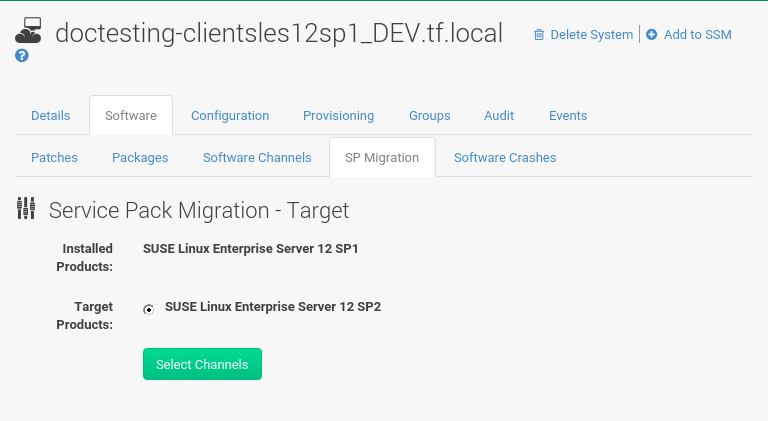 doctesting-clientsles12sp1_DEV.tf.local
Delete System
Add to SSM
Details
Software
Configuration
Provisioning
Groups
Audit
Events
Patches
Packages
Software Channels
SP Migration
Software Crashes
Service Pack Migration - Target
Installed
Products:
SUSE Linux Enterprise Server 12 SP1
Target
Products:
SUSE Linux Enterprise Server 12 SP2
Select Channels